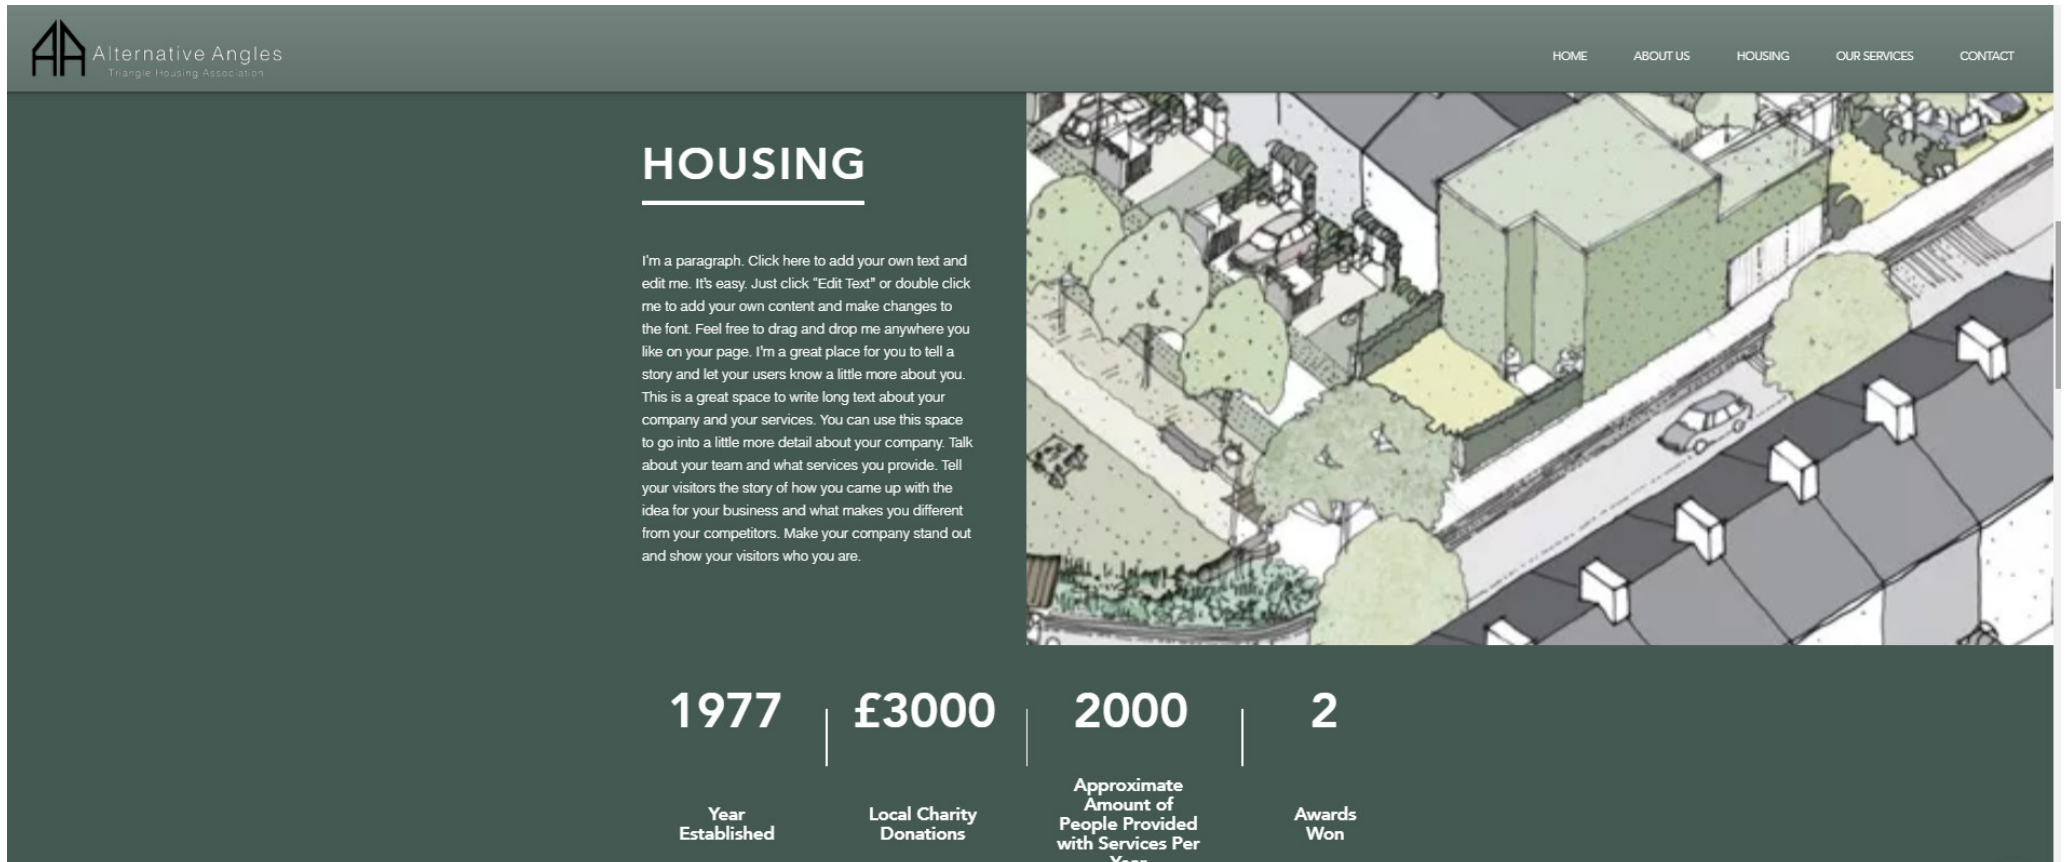 Alternative Angles
Triangle Housing Association
HOME ABOUT US HOUSING OUR SERVICES CONTACT
HOUSING
I'm a paragraph. Click here to add your own text and
edit me. It's easy. Just click "Edit Text" or double click
me to add your own content and make changes to
the font. Feel free to drag and drop me anywhere you
like on your page. I'm a great place for you to tell a
story and let your users know a little more about you.
This is a great space to write long text about your
company and your services. You can use this space
to go into a little more detail about your company. Talk
about your team and what services you provide. Tell
your visitors the story of how you came up with the
idea for your business and what makes you different
from your competitors. Make your company stand out
and show your visitors who you are.
1977
Year
Established
£3000
Local Charity
Donations
2000
Approximate
Amount of
People Provided
with Services Per
Year
2
Awards
Won